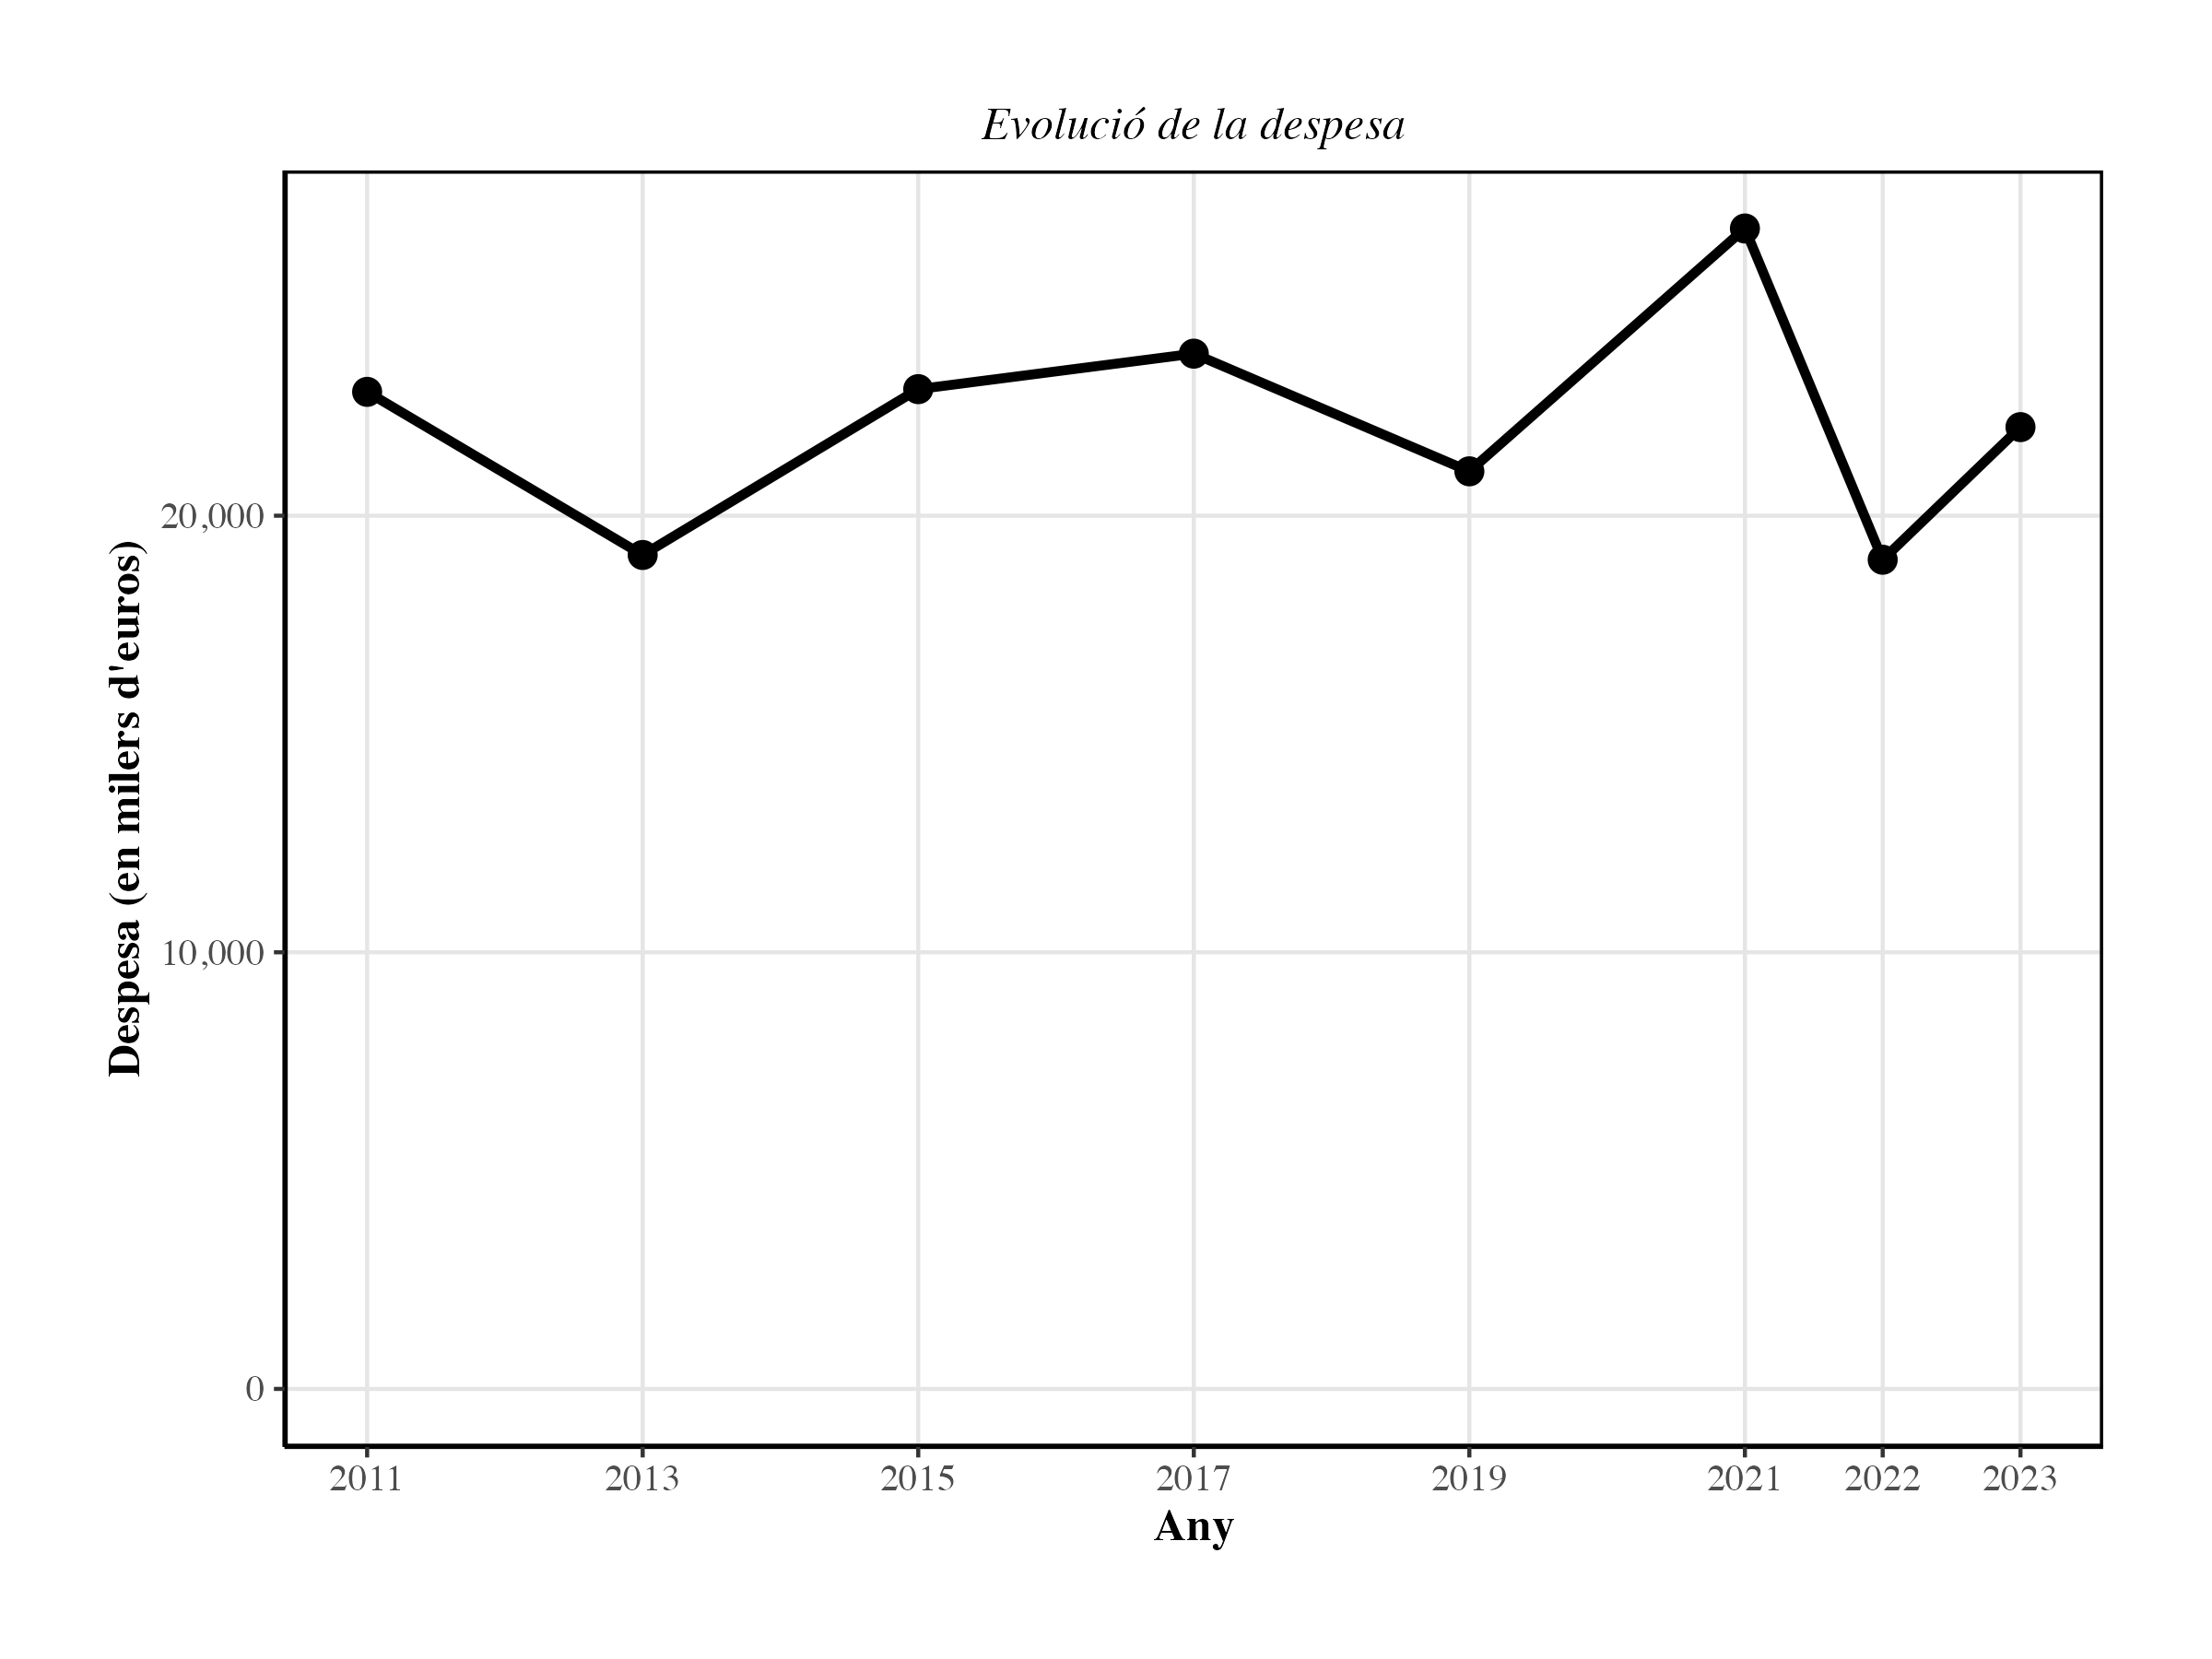 Evolució de la despesa
Despesa (en milers d'euros)
20,000
10,000
0
2011 2013 2015 2017 2019 2021 2022 2023
Any